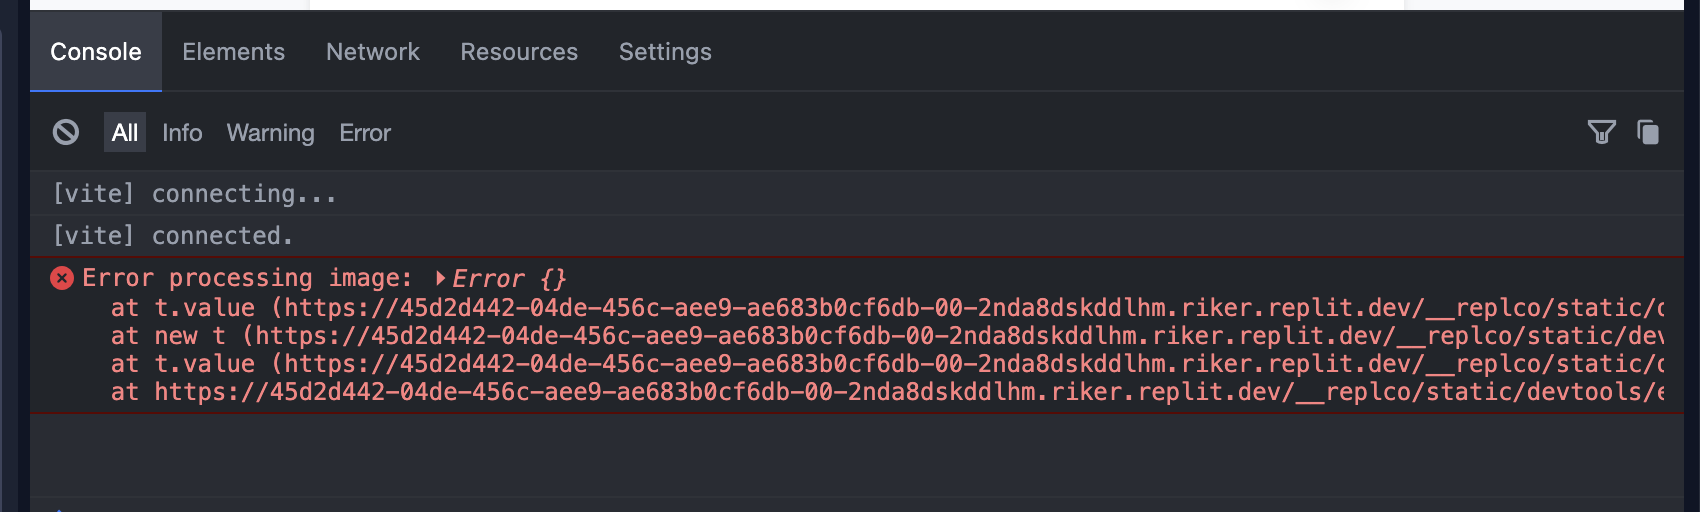 Console Elements Network Resources Settings
All Info Warning Error
[vite] connecting...
[vite] connected.
Error processing image: Error {}
at t.value (https://45d2d442-04de-456c-aee9-ae683b0cf6db-00-2nda8dskddlhm.riker.replit.dev/__replco/static/d
at new t (https://45d2d442-04de-456c-aee9-ae683b0cf6db-00-2nda8dskddlhm.riker.replit.dev/__replco/static/dev
at t.value (https://45d2d442-04de-456c-aee9-ae683b0cf6db-00-2nda8dskddlhm.riker.replit.dev/__replco/static/d
at https://45d2d442-04de-456c-aee9-ae683b0cf6db-00-2nda8dskddlhm.riker.replit.dev/__replco/static/devtools/e